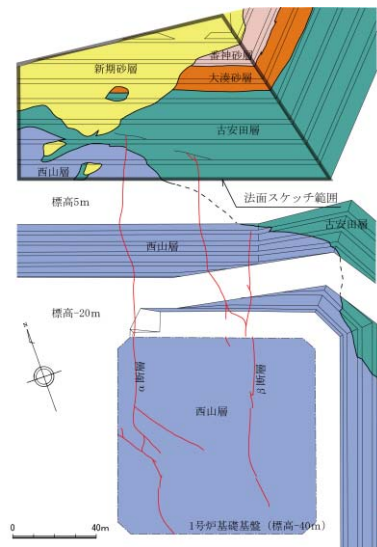 番神砂層
新期砂層
大湊砂層
古安田層
西山層
法面スケッチ範囲
標高5m
古安田層
西山層
標高-20m
N
α断層
β断層
西山層
1号炉基礎基盤（標高-40m）
0 40m